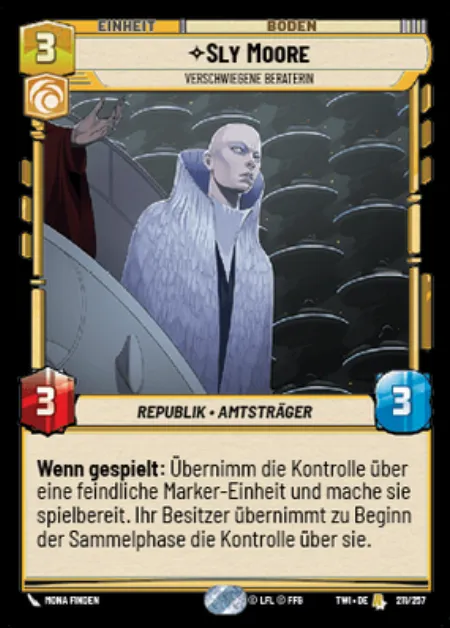 3
EINHEIT
BODEN
SLY MOORE
VERSCHWIEGENE BERATERIN
3
REPUBLIK • AMTSTRÄGER
3
Wenn gespielt: Übernimm die Kontrolle über
eine feindliche Marker-Einheit und mache sie
spielbereit. Ihr Besitzer übernimmt zu Beginn
der Sammelphase die Kontrolle über sie.
MONA FINDEN
© LFL © FFG
TWI • DE
211/257